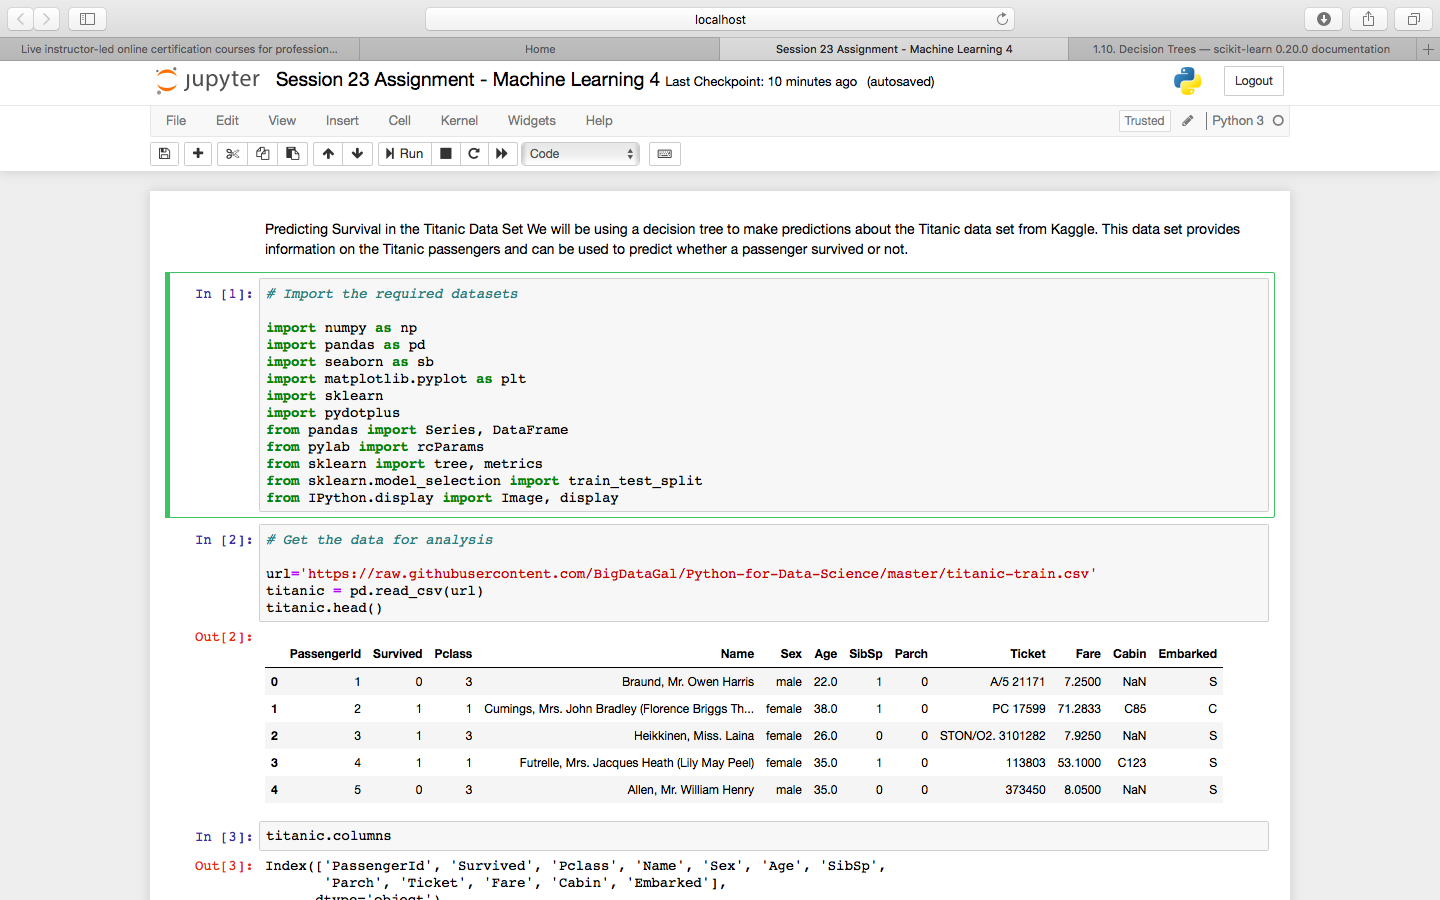 localhost
Live instructor-led online certification courses for profession...
Home
Session 23 Assignment - Machine Learning 4
1.10. Decision Trees — scikit-learn 0.20.0 documentation
jupyter Session 23 Assignment - Machine Learning 4 Last Checkpoint: 10 minutes ago (autosaved)
Logout
File Edit View Insert Cell Kernel Widgets Help
Trusted Python 3
Run Code
Predicting Survival in the Titanic Data Set We will be using a decision tree to make predictions about the Titanic data set from Kaggle. This data set provides
information on the Titanic passengers and can be used to predict whether a passenger survived or not.
In [1]: # Import the required datasets
import numpy as np
import pandas as pd
import seaborn as sb
import matplotlib.pyplot as plt
import sklearn
import pydotplus
from pandas import Series, DataFrame
from pylab import rcParams
from sklearn import tree, metrics
from sklearn.model_selection import train_test_split
from IPython.display import Image, display
In [2]: # Get the data for analysis
url='https://raw.githubusercontent.com/BigDataGal/Python-for-Data-Science/master/titanic-train.csv'
titanic = pd.read_csv(url)
titanic.head()
Out[2]:
PassengerId Survived Pclass Name Sex Age SibSp Parch Ticket Fare Cabin Embarked
0 1 0 3 Braund, Mr. Owen Harris male 22.0 1 0 A/5 21171 7.2500 NaN S
1 2 1 1 Cumings, Mrs. John Bradley (Florence Briggs Th... female 38.0 1 0 PC 17599 71.2833 C85 C
2 3 1 3 Heikkinen, Miss. Laina female 26.0 0 0 STON/O2. 3101282 7.9250 NaN S
3 4 1 1 Futrelle, Mrs. Jacques Heath (Lily May Peel) female 35.0 1 0 113803 53.1000 C123 S
4 5 0 3 Allen, Mr. William Henry male 35.0 0 0 373450 8.0500 NaN S
In [3]: titanic.columns
Out[3]: Index(['PassengerId', 'Survived', 'Pclass', 'Name', 'Sex', 'Age', 'SibSp',
'Parch', 'Ticket', 'Fare', 'Cabin', 'Embarked'],
dtype='object')